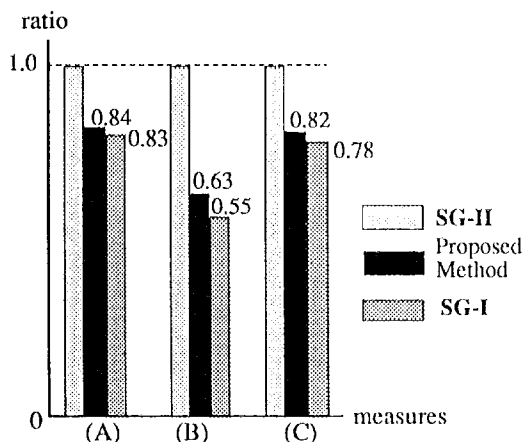 ratio
1.0
0.84
0.83
0.63
0.55
0.82
0.78
SG-II
Proposed
Method
SG-I
0
(A)
(B)
(C)
measures